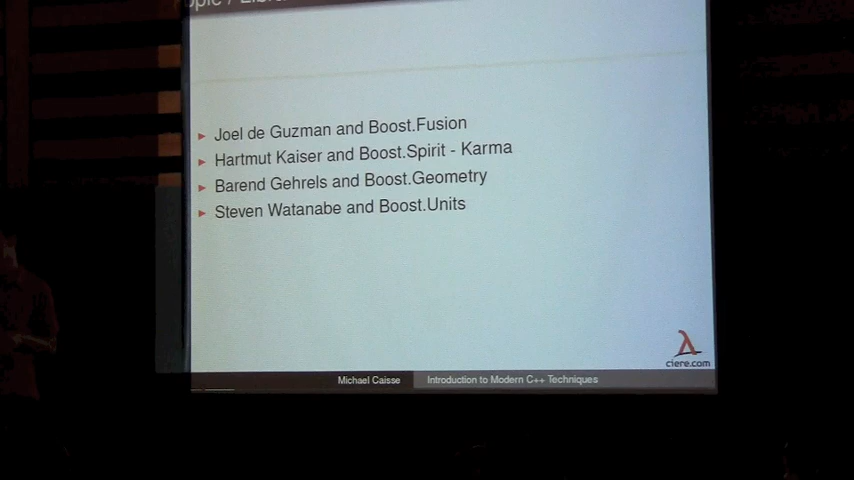 Joel de Guzman and Boost.Fusion
Hartmut Kaiser and Boost.Spirit - Karma
Barend Gehrels and Boost.Geometry
Steven Watanabe and Boost.Units
ciere.com
Michael Caisse Introduction to Modern C++ Techniques